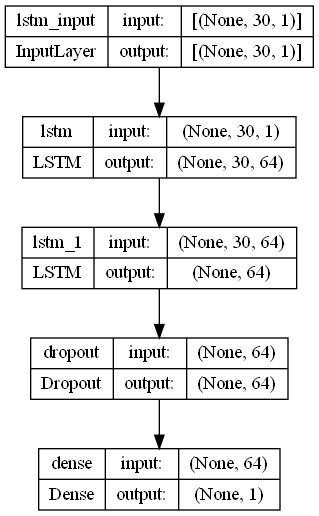 lstm_input input: [(None, 30, 1)]
InputLayer output: [(None, 30, 1)]
lstm input: (None, 30, 1)
LSTM output: (None, 30, 64)
lstm_1 input: (None, 30, 64)
LSTM output: (None, 64)
dropout input: (None, 64)
Dropout output: (None, 64)
dense input: (None, 64)
Dense output: (None, 1)